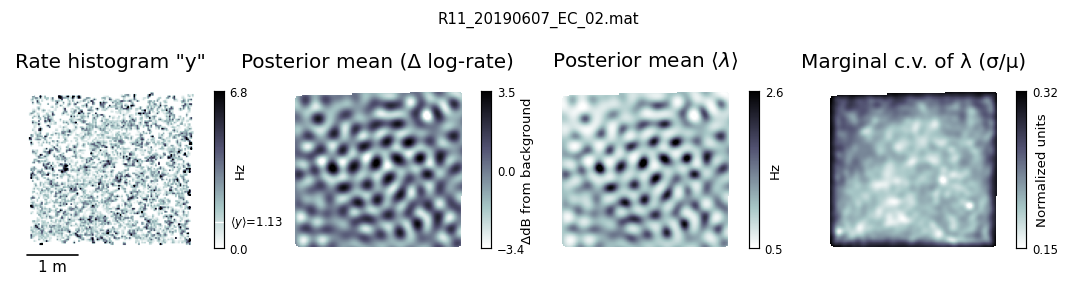 R11_20190607_EC_02.mat
Rate histogram "y"
6.8
Hz
⟨y⟩=1.13
0.0
1 m
Posterior mean (Δ log-rate)
3.5
0.0
−3.4
ΔdB from background
Posterior mean ⟨λ⟩
2.6
Hz
0.5
Marginal c.v. of λ (σ/μ)
0.32
Normalized units
0.15